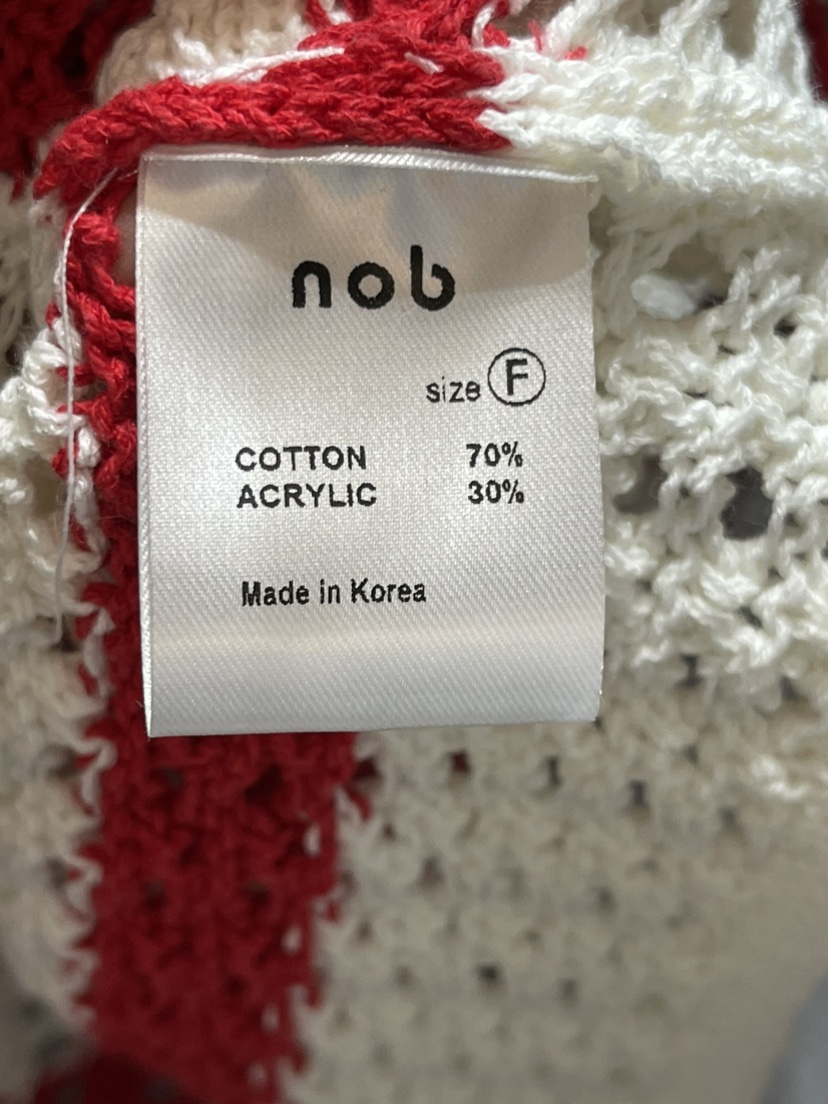 nob
size F
COTTON 70%
ACRYLIC 30%
Made in Korea